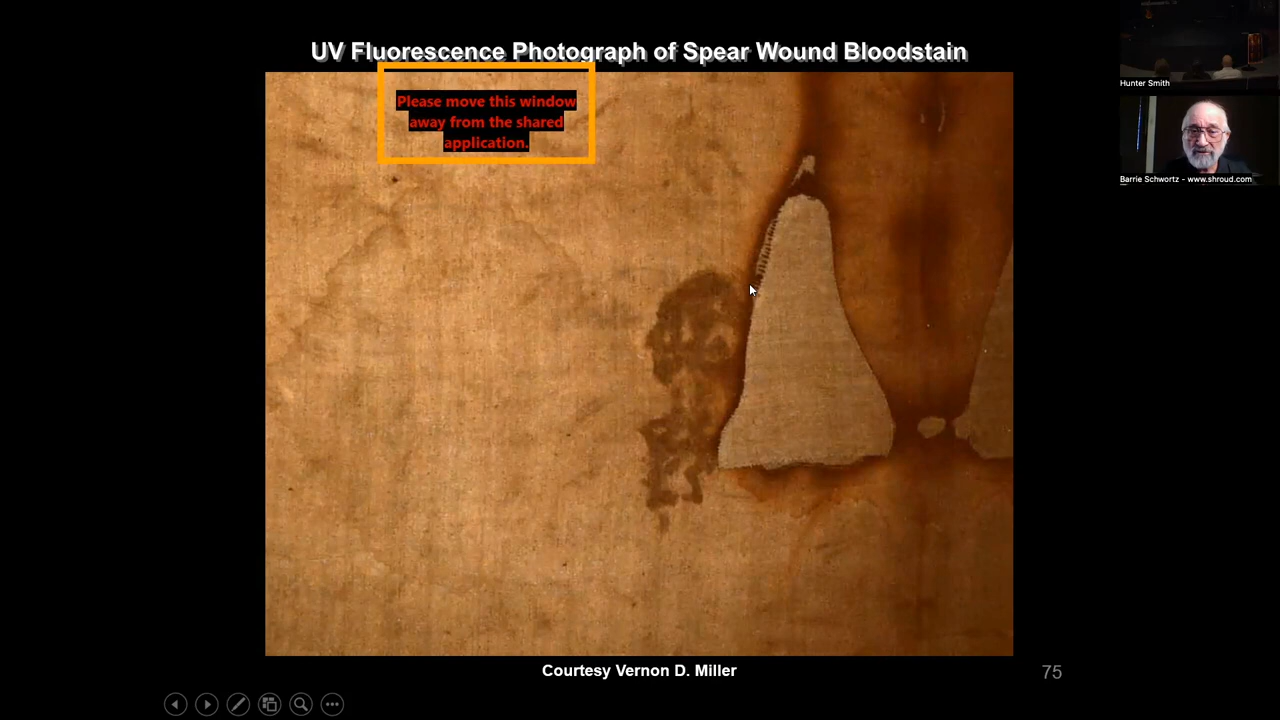 UV Fluorescence Photograph of Spear Wound Bloodstain
Please move this window
away from the shared
application.
Hunter Smith
Barrie Schwortz - www.shroud.com
Courtesy Vernon D. Miller
75